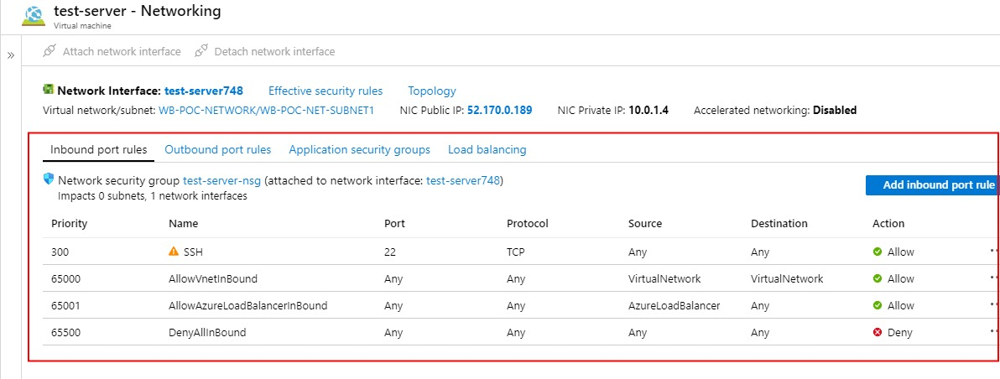 test-server - Networking
Virtual machine
» Attach network interface Detach network interface
Network Interface: test-server748 Effective security rules Topology
Virtual network/subnet: WB-POC-NETWORK/WB-POC-NET-SUBNET1 NIC Public IP: 52.170.0.189 NIC Private IP: 10.0.1.4 Accelerated networking: Disabled
Inbound port rules Outbound port rules Application security groups Load balancing
Network security group test-server-nsg (attached to network interface: test-server748)
Impacts 0 subnets, 1 network interfaces
Add inbound port rule
Priority Name Port Protocol Source Destination Action
300 SSH 22 TCP Any Any Allow
65000 AllowVnetInBound Any Any VirtualNetwork VirtualNetwork Allow
65001 AllowAzureLoadBalancerInBound Any Any AzureLoadBalancer Any Allow
65500 DenyAllInBound Any Any Any Any Deny